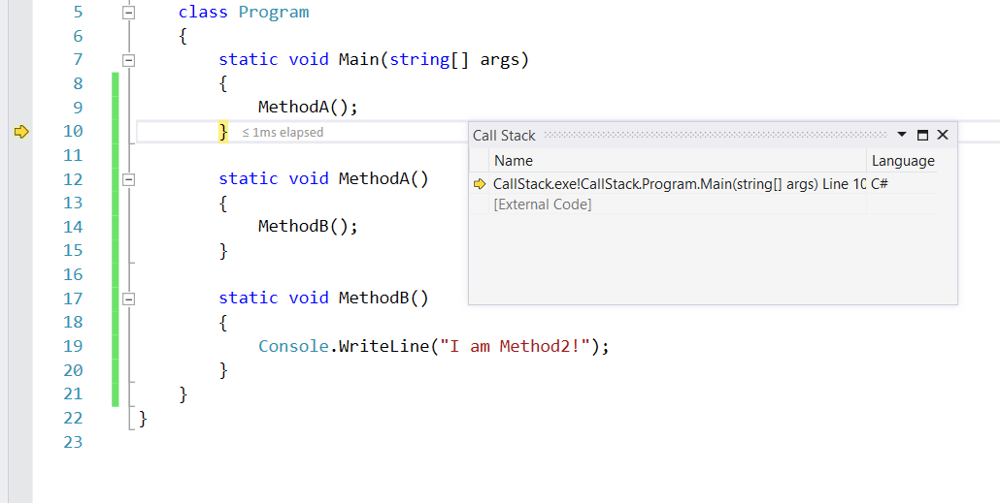 5 class Program
6 {
7 static void Main(string[] args)
8 {
9 MethodA();
10 } ≤ 1ms elapsed
11
12 static void MethodA()
13 {
14 MethodB();
15 }
16
17 static void MethodB()
18 {
19 Console.WriteLine("I am Method2!");
20 }
21 }
22 }
23
Call Stack
Name Language
CallStack.exe!CallStack.Program.Main(string[] args) Line 10 C#
[External Code]